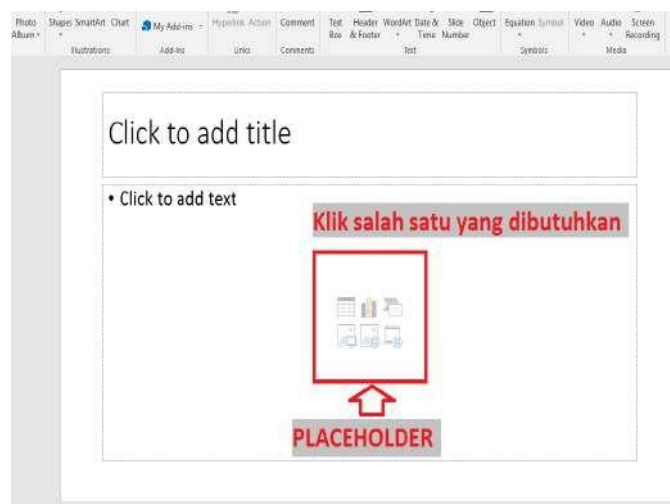 Photo Shapes SmartArt Chart My Add-ins Hyperlink Action Comment Text Header WordArt Date & Slide Object Equation Symbol Video Audio Screen
Album Box & Footer Time Number Recording
Illustrations Add-ins Links Comments Text Symbols Media
Click to add title
• Click to add text
Klik salah satu yang dibutuhkan
PLACEHOLDER